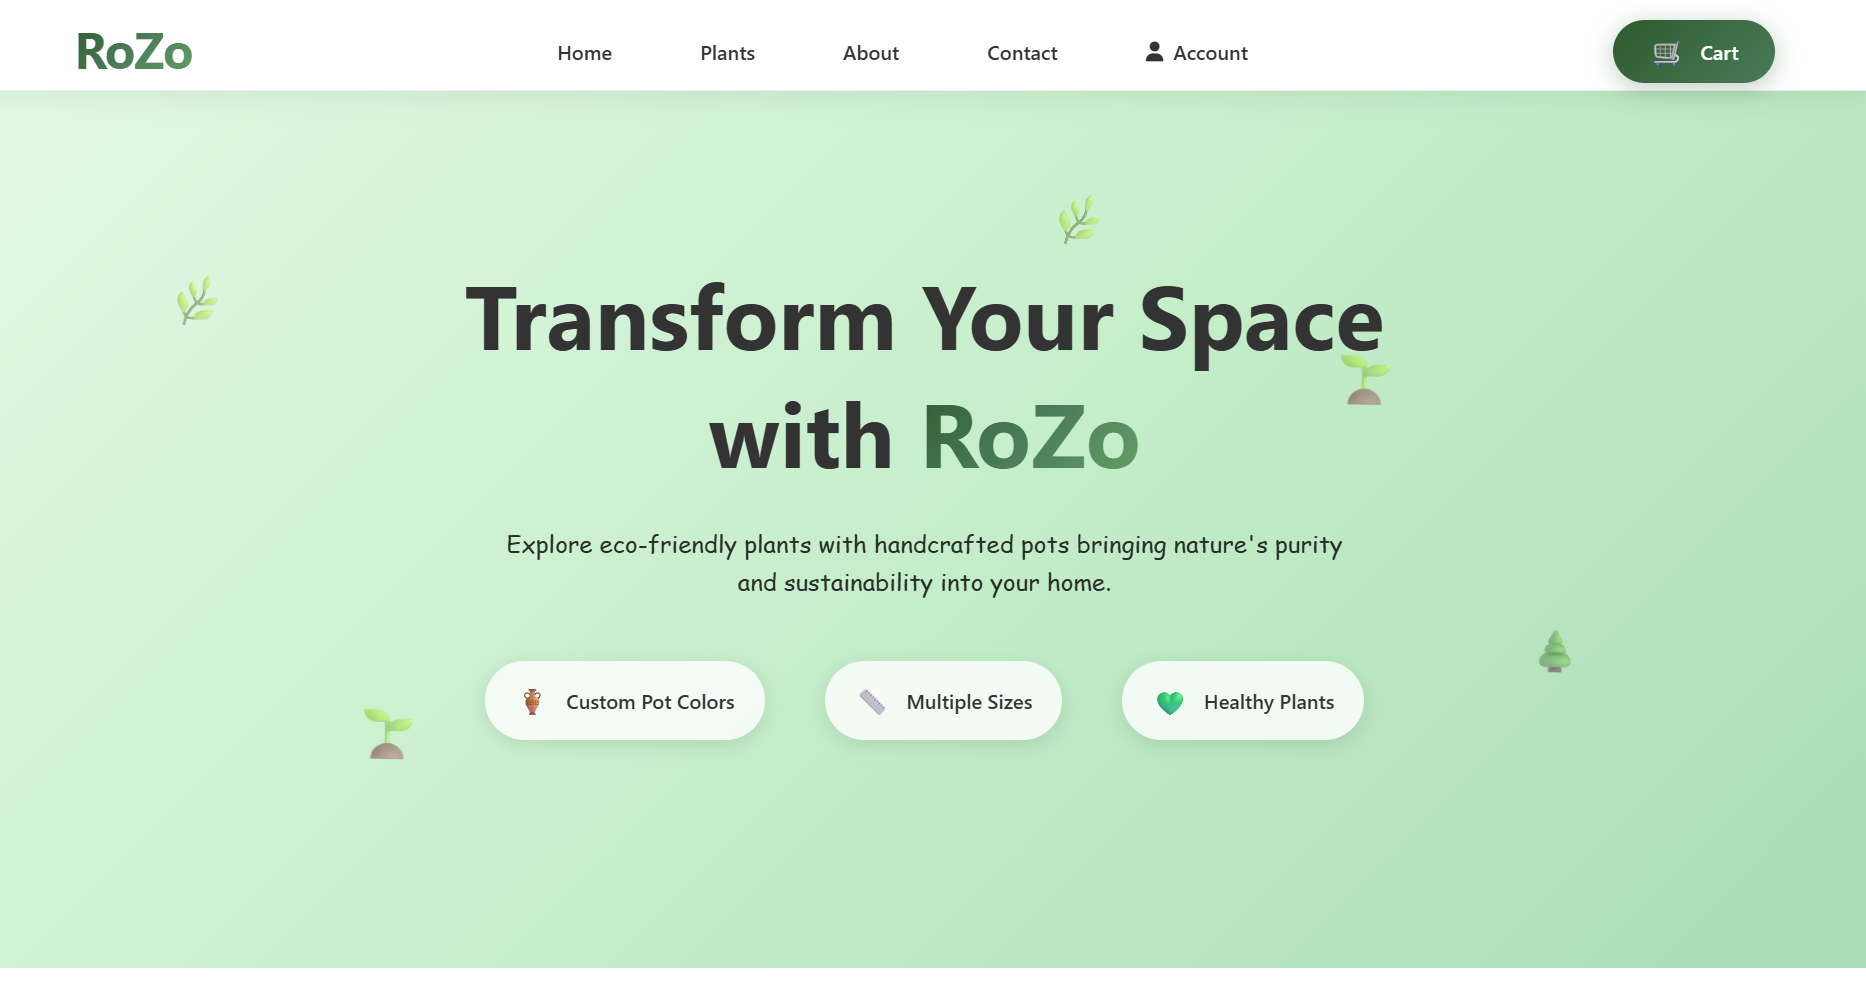 RoZo
Home
Plants
About
Contact
Account
Cart
Transform Your Space
with RoZo
Explore eco-friendly plants with handcrafted pots bringing nature's purity
and sustainability into your home.
Custom Pot Colors
Multiple Sizes
Healthy Plants